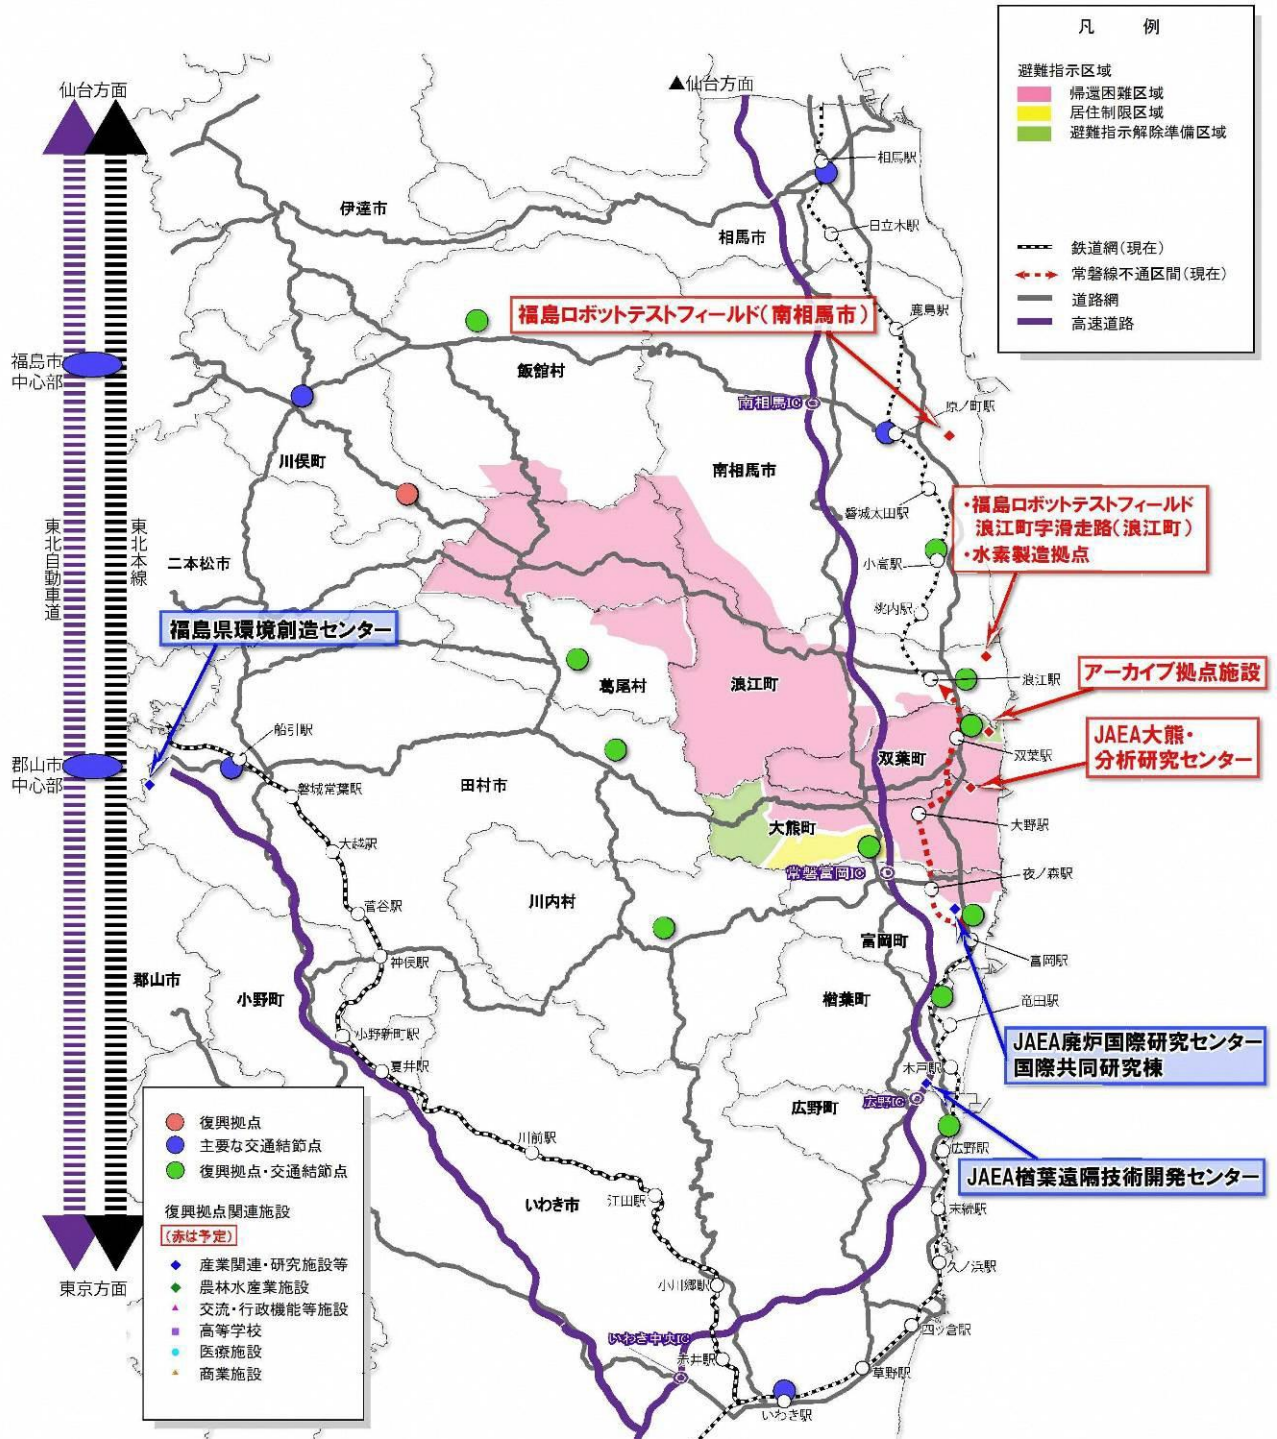 凡　例
避難指示区域
帰還困難区域
居住制限区域
避難指示解除準備区域
鉄道網(現在)
常磐線不通区間(現在)
道路網
高速道路
仙台方面
▲仙台方面
相馬駅
伊達市
相馬市
日立木駅
福島ロボットテストフィールド(南相馬市)
鹿島駅
福島市
中心部
飯館村
南相馬IC
原ノ町駅
川俣町
南相馬市
磐城太田駅
・福島ロボットテストフィールド
浪江町字滑走路(浪江町)
・水素製造拠点
東北自動車道
東北本線
二本松市
小高駅
桃内駅
福島県環境創造センター
葛尾村
浪江町
浪江駅
アーカイブ拠点施設
船引駅
双葉町
双葉駅
JAEA大熊・
分析研究センター
郡山市
中心部
磐城常葉駅
田村市
大熊町
大野駅
大越駅
常磐富岡IC
夜ノ森駅
菅谷駅
川内村
富岡町
神俣駅
富岡駅
郡山市
小野町
楢葉町
竜田駅
小野新町駅
JAEA廃炉国際研究センター
国際共同研究棟
夏井駅
木戸駅
広野町
広野IC
復興拠点
主要な交通結節点
復興拠点・交通結節点
川前駅
広野駅
JAEA楢葉遠隔技術開発センター
復興拠点関連施設
(赤は予定)
いわき市
江田駅
末続駅
産業関連・研究施設等
農林水産業施設
交流・行政機能等施設
高等学校
医療施設
商業施設
東京方面
久ノ浜駅
小川郷駅
四ッ倉駅
いわき中央IC
赤井駅
草野駅
いわき駅